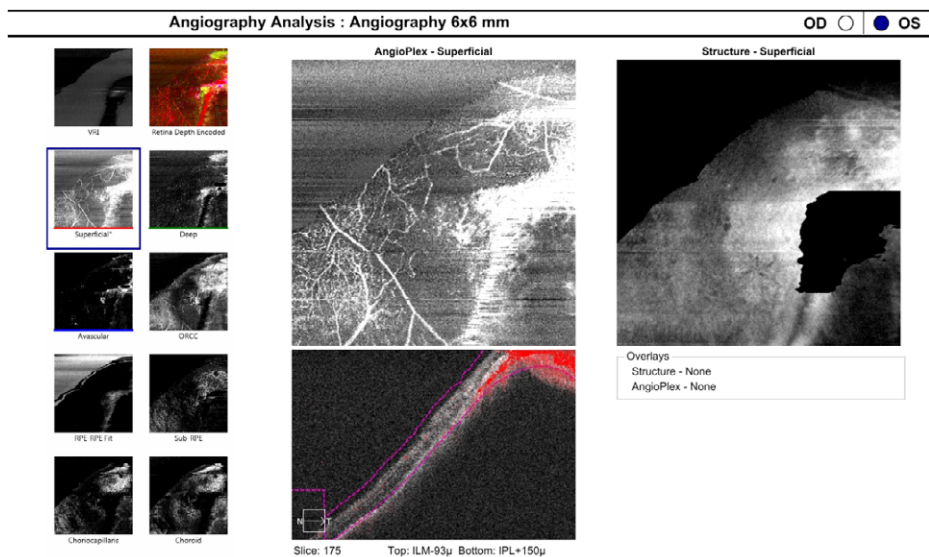 Angiography Analysis : Angiography 6x6 mm
OD OS
AngioPlex - Superficial
Structure - Superficial
VRI
Retina Depth Encoded
Superficial*
Deep
Avascular
ORCC
RPE-RPE Fit
Sub RPE
Choriocapillaris
Choroid
N T
Slice: 175 Top: ILM-93µ Bottom: IPL+150µ
Overlays
Structure - None
AngioPlex - None